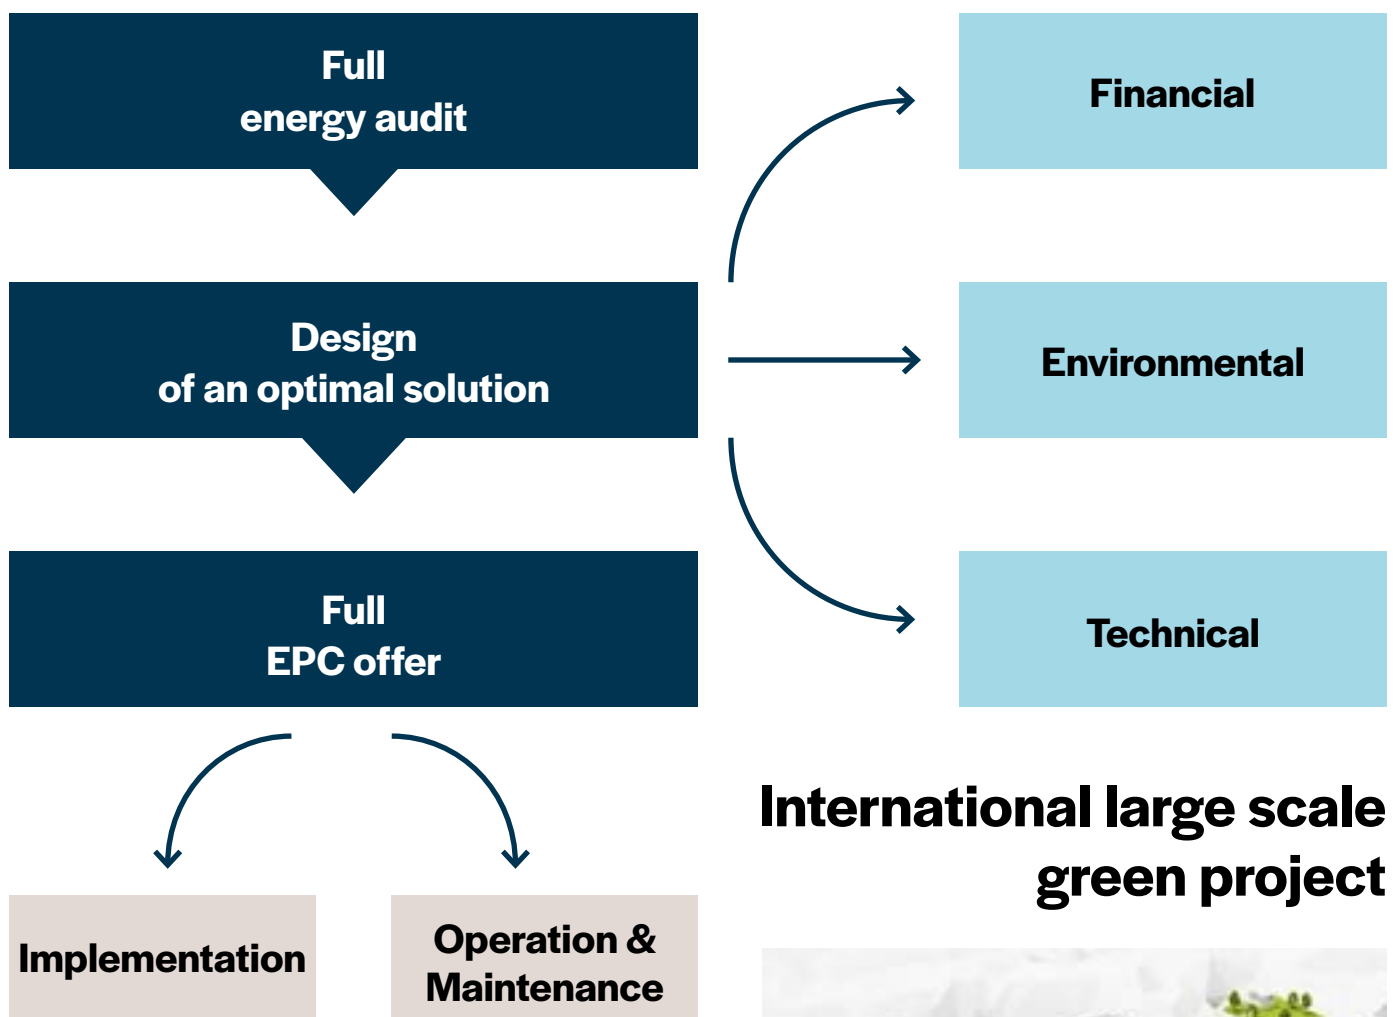 Full
energy audit
Design
of an optimal solution
Full
EPC offer
Implementation
Operation &
Maintenance
Financial
Environmental
Technical
International large scale
green project